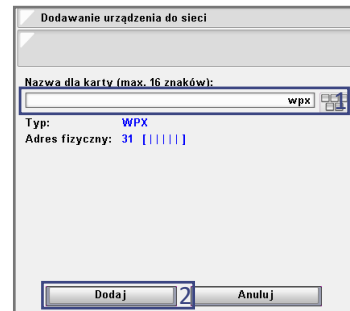 Dodawanie urządzenia do sieci
Nazwa dla karty (max. 16 znaków):
wpx 1
Typ: WPX
Adres fizyczny: 31 [|||||]
Dodaj 2 Anuluj